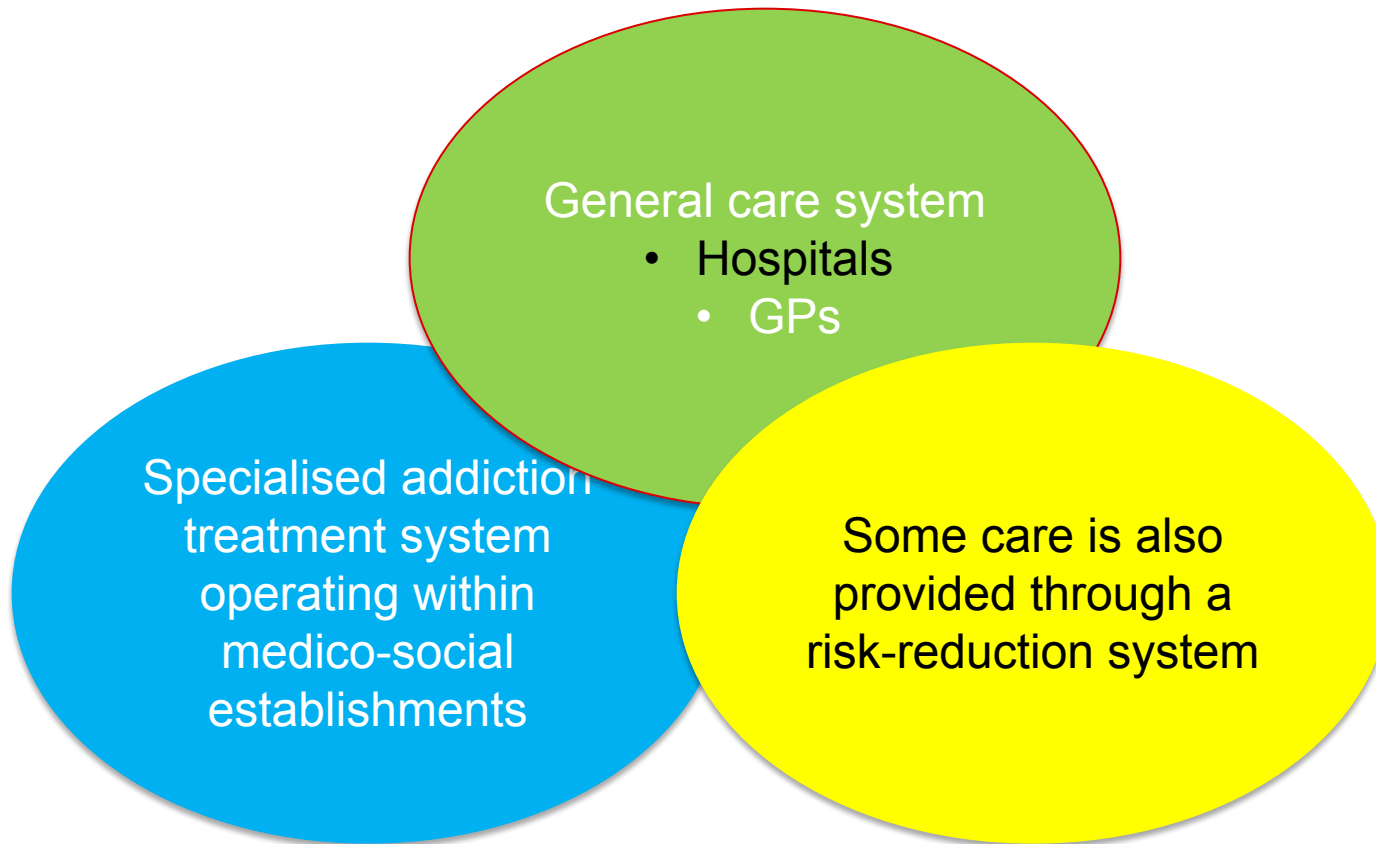 General care system
• Hospitals
• GPs
Specialised addiction
treatment system
operating within
medico-social
establishments
Some care is also
provided through a
risk-reduction system